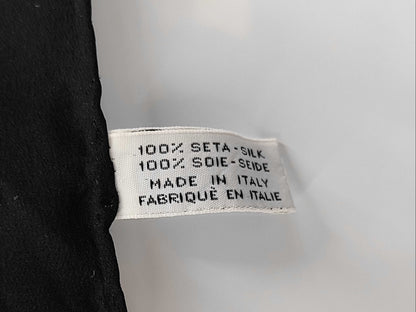 100% SETA-SILK
100% SOIE-SEIDE
MADE IN ITALY
FABRIQUÈ EN ITALIE